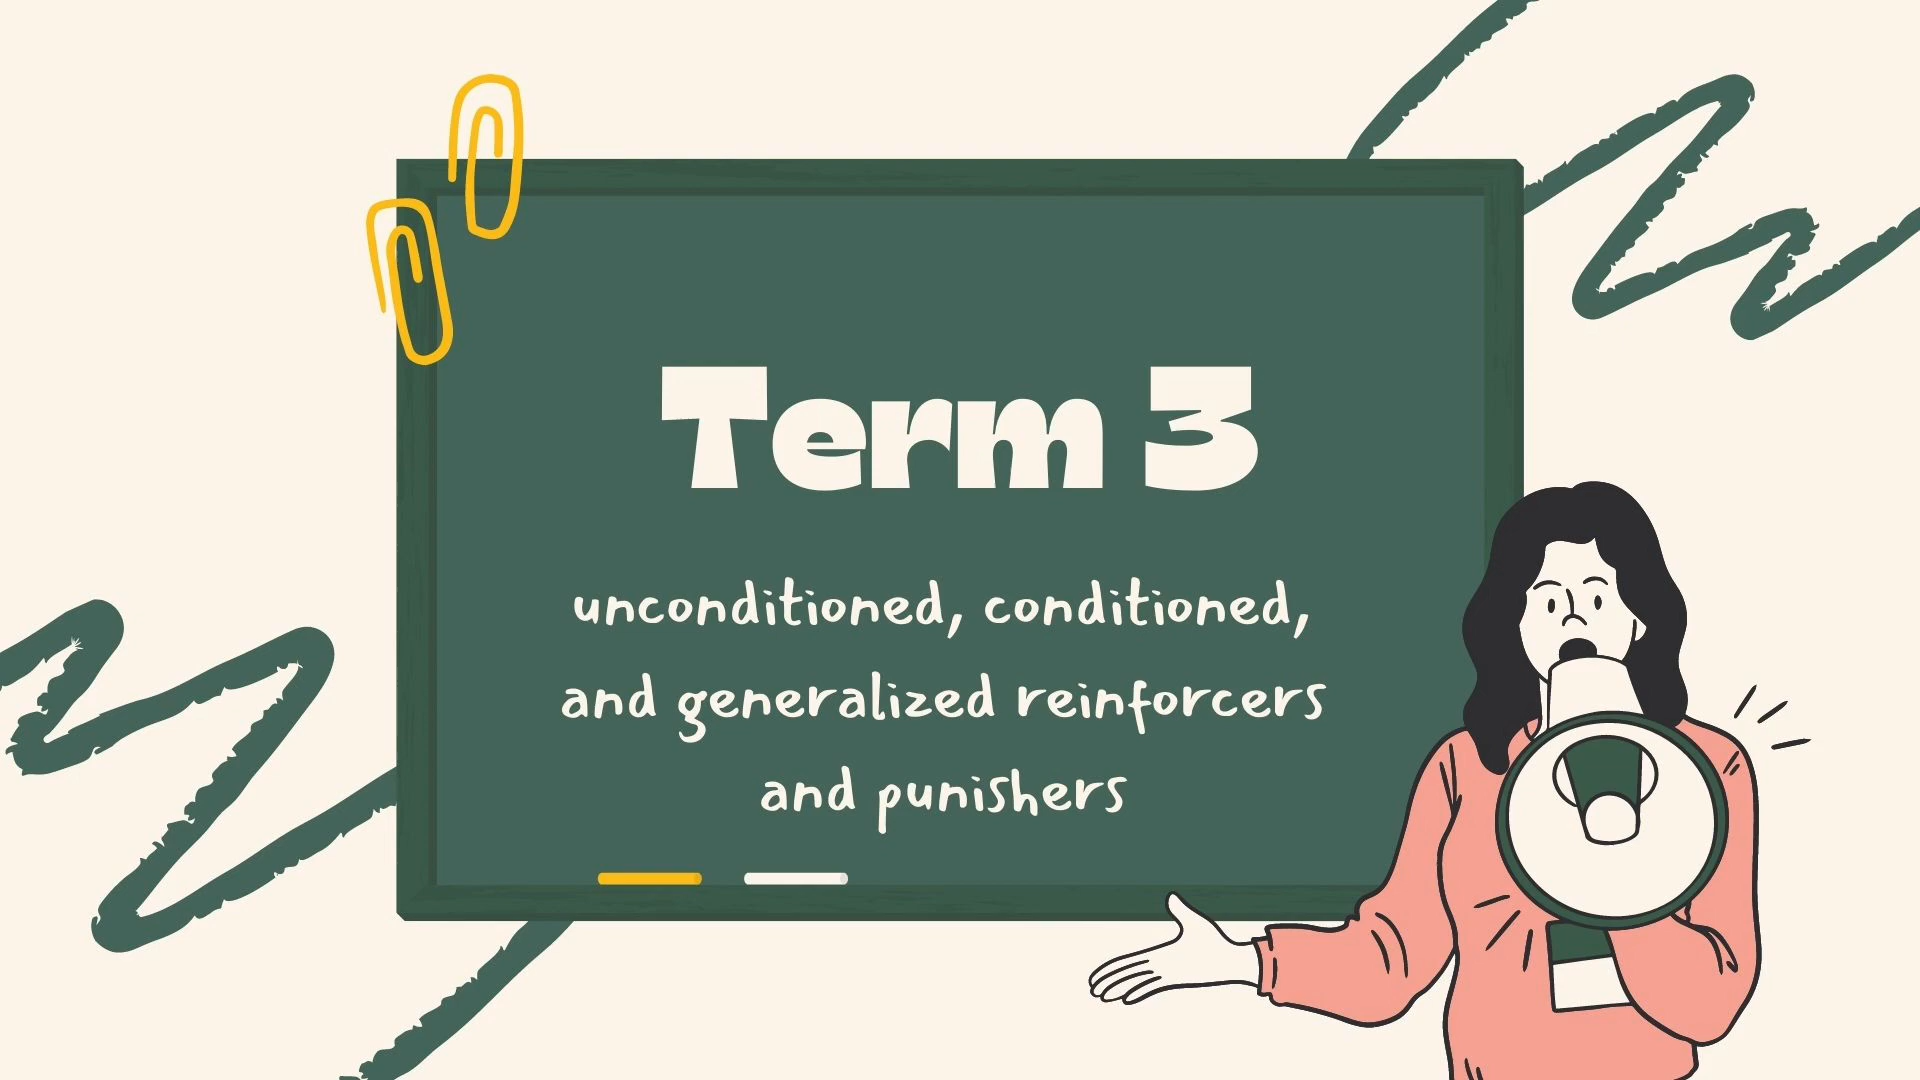 Term 3
unconditioned, conditioned,
and generalized reinforcers
and punishers